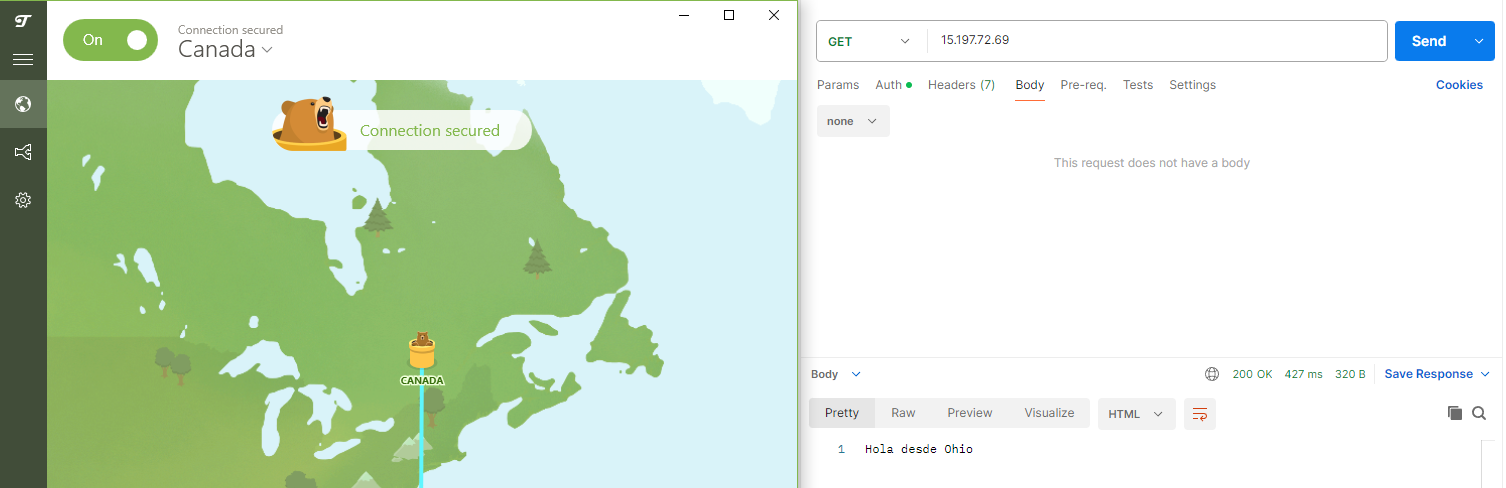 On
Connection secured
Canada
Connection secured
CANADA
GET
15.197.72.69
Send
Params Auth Headers (7) Body Pre-req. Tests Settings Cookies
none
This request does not have a body
Body 200 OK 427 ms 320 B Save Response
Pretty Raw Preview Visualize HTML
1 Hola desde Ohio